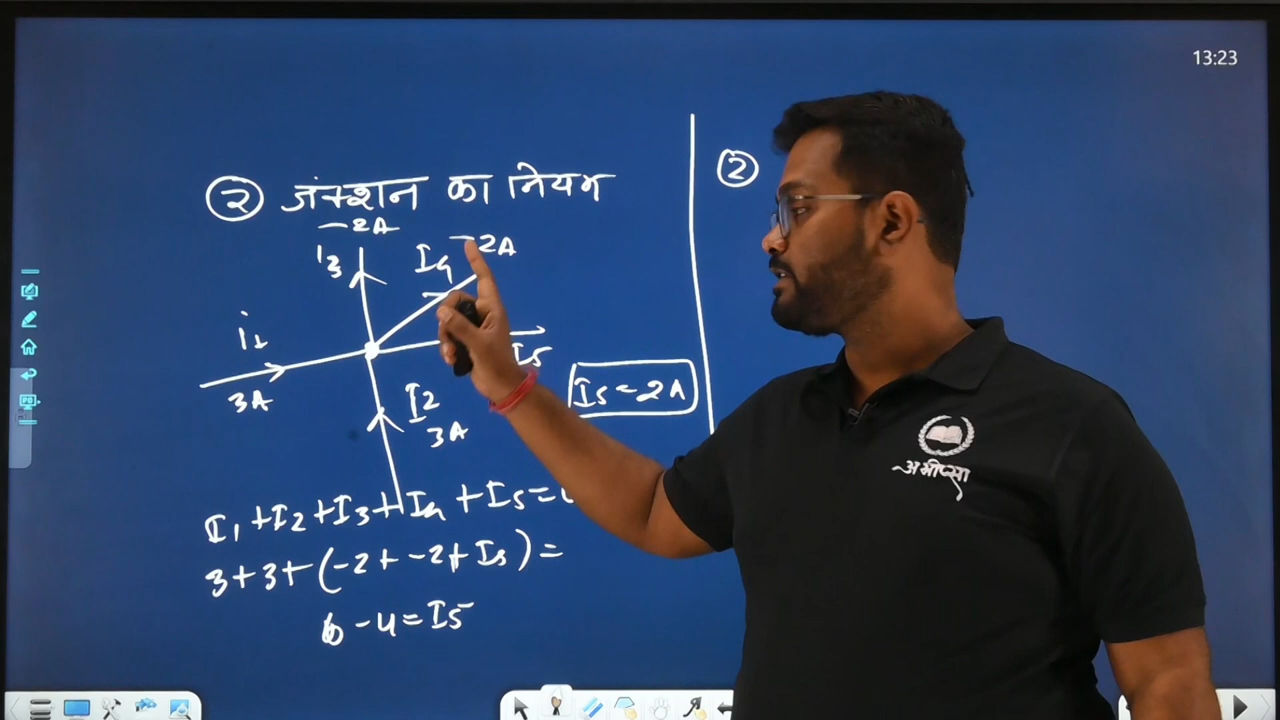 13:23
② जंक्शन का नियम
②
-2A
I3
I4 -2A
i1
3A
I5
I5 = 2A
I2
3A
I1 + I2 + I3 + I4 + I5 =
3 + 3 + (-2 + -2 + I5) =
6 - 4 = I5
अभीप्सा